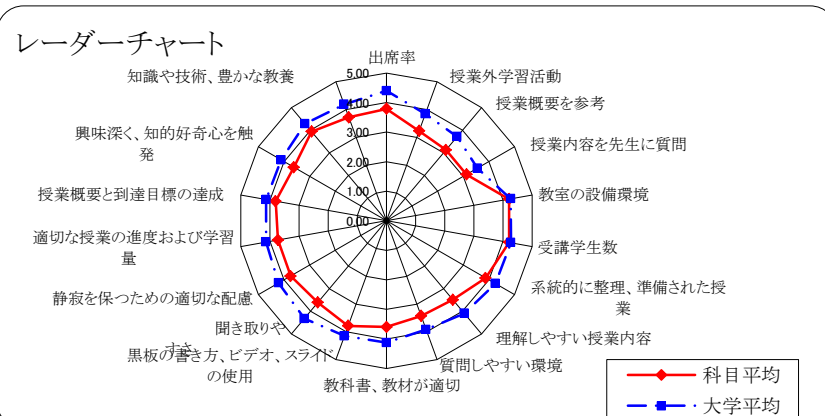 レーダーチャート
出席率
授業外学習活動
授業概要を参考
授業内容を先生に質問
教室の設備環境
受講学生数
系統的に整理、準備された授
業
理解しやすい授業内容
質問しやすい環境
教科書、教材が適切
黒板の書き方、ビデオ、スライド
の使用
聞き取りや
すさ
静寂を保つための適切な配慮
適切な授業の進度および学習
量
授業概要と到達目標の達成
興味深く、知的好奇心を触
発
知識や技術、豊かな教養
5.00
4.00
3.00
2.00
1.00
0.00
科目平均
大学平均